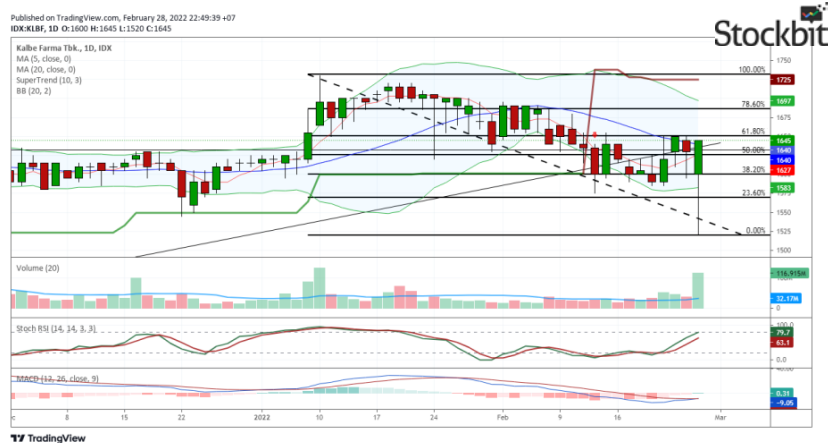 Published on TradingView.com, February 28, 2022 22:49:39 +07
IDX:KLBF, 1D O:1600 H:1645 L:1520 C:1645
Stockbit
Kalbe Farma Tbk., 1D, IDX
MA (5, close, 0)
MA (20, close, 0)
SuperTrend (10, 3)
BB (20, 2)
1750
100.00%
1725
78.60%
1697
1675
61.80%
1645
50.00%
1640
1640
38.20%
1627
1583
23.60%
1550
0.00%
1525
1500
Volume (20)
116.915M
32.17M
Stoch RSI (14, 14, 3, 3)
100.0
79.7
63.1
0.0
MACD (12, 26, close, 9)
40.00
0.31
-9.05
8
15
22
2022
10
17
24
Feb
9
16
Mar
TradingView